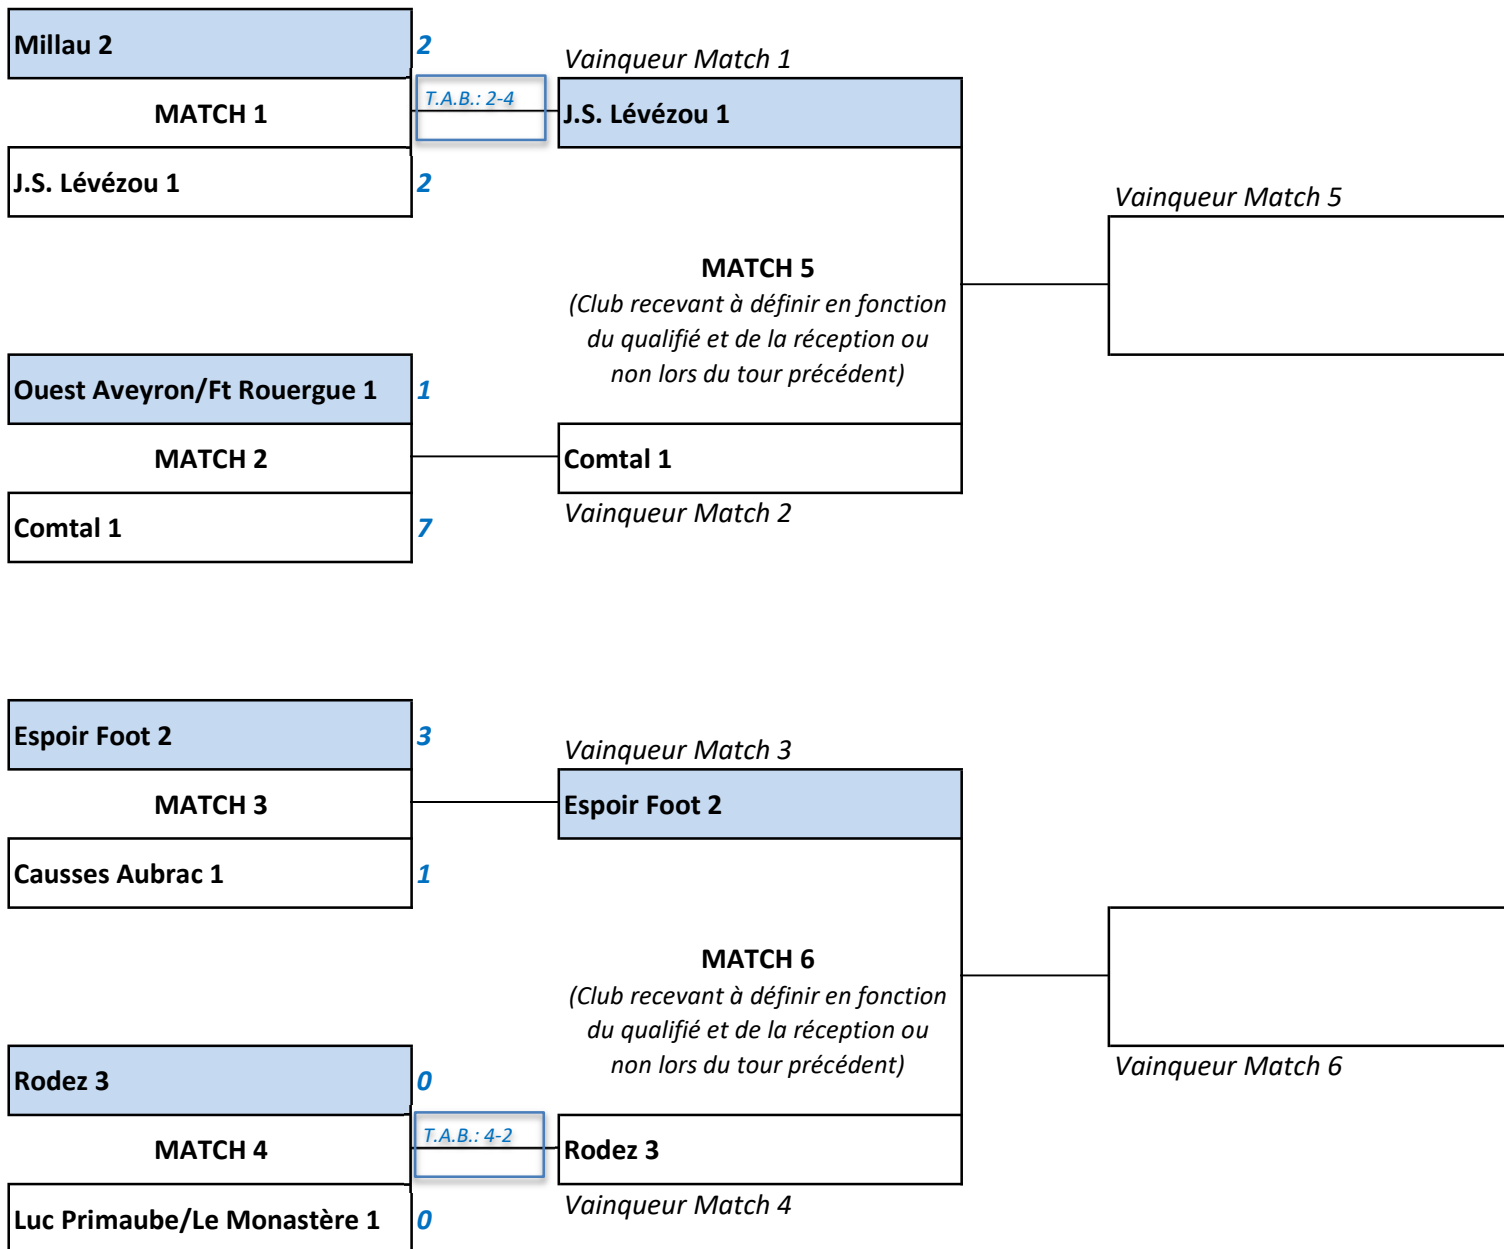 Millau 2
2
Vainqueur Match 1
MATCH 1
T.A.B.: 2-4
J.S. Lévézou 1
J.S. Lévézou 1
2
Vainqueur Match 5
MATCH 5
(Club recevant à définir en fonction
du qualifié et de la réception ou
non lors du tour précédent)
Ouest Aveyron/Ft Rouergue 1
1
MATCH 2
Comtal 1
Vainqueur Match 2
Comtal 1
7
Espoir Foot 2
3
Vainqueur Match 3
MATCH 3
Espoir Foot 2
Causses Aubrac 1
1
MATCH 6
(Club recevant à définir en fonction
du qualifié et de la réception ou
non lors du tour précédent)
Vainqueur Match 6
Rodez 3
0
MATCH 4
T.A.B.: 4-2
Rodez 3
Vainqueur Match 4
Luc Primaube/Le Monastère 1
0